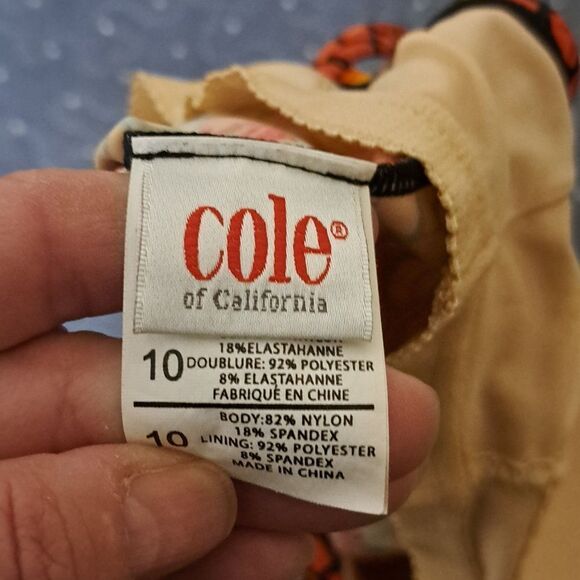 cole®
of California
18%ELASTAHANNE
10 DOUBLURE: 92% POLYESTER
8% ELASTAHANNE
FABRIQUÉ EN CHINE
BODY:82% NYLON
10 18% SPANDEX
LINING: 92% POLYESTER
8% SPANDEX
MADE IN CHINA